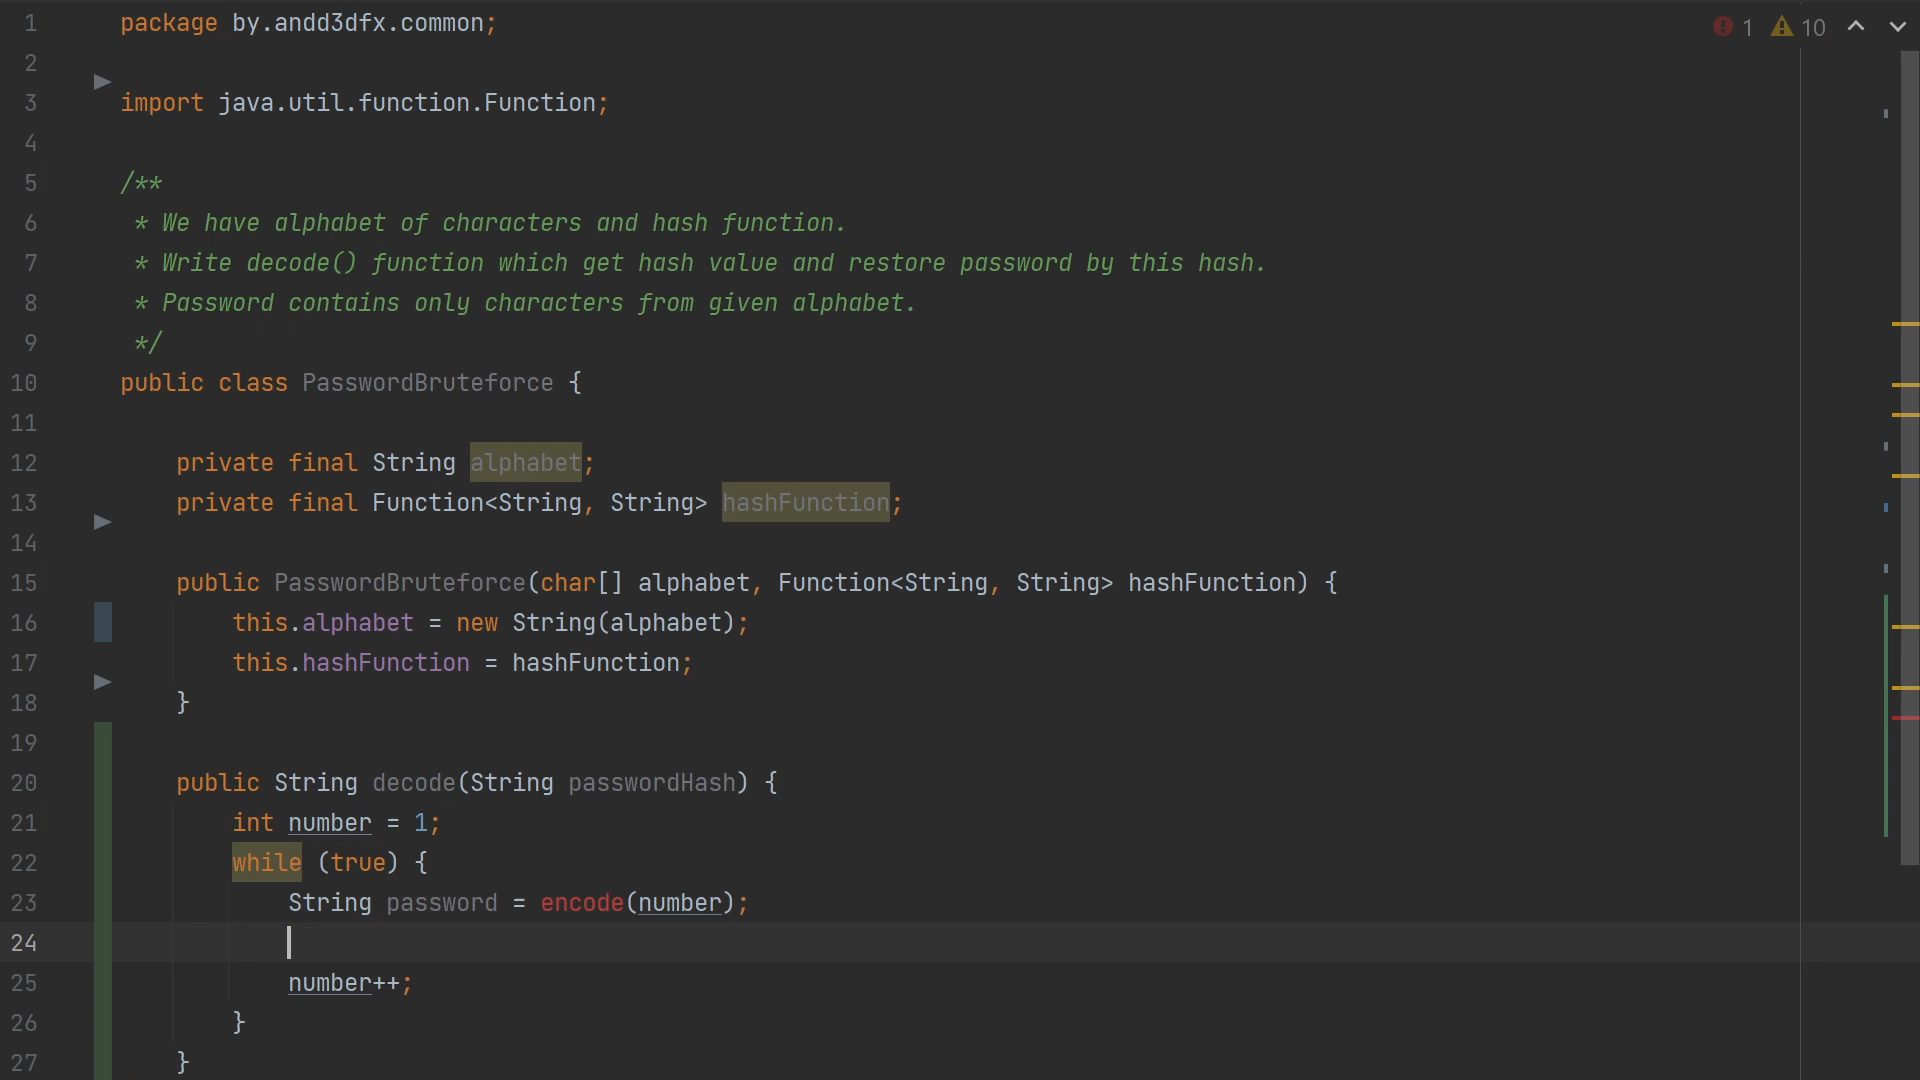 1 package by.andd3dfx.common; 1 10
2
3 import java.util.function.Function;
4
5 /**
6 * We have alphabet of characters and hash function.
7 * Write decode() function which get hash value and restore password by this hash.
8 * Password contains only characters from given alphabet.
9 */
10 public class PasswordBruteforce {
11
12 private final String alphabet;
13 private final Function<String, String> hashFunction;
14
15 public PasswordBruteforce(char[] alphabet, Function<String, String> hashFunction) {
16 this.alphabet = new String(alphabet);
17 this.hashFunction = hashFunction;
18 }
19
20 public String decode(String passwordHash) {
21 int number = 1;
22 while (true) {
23 String password = encode(number);
24
25 number++;
26 }
27 }